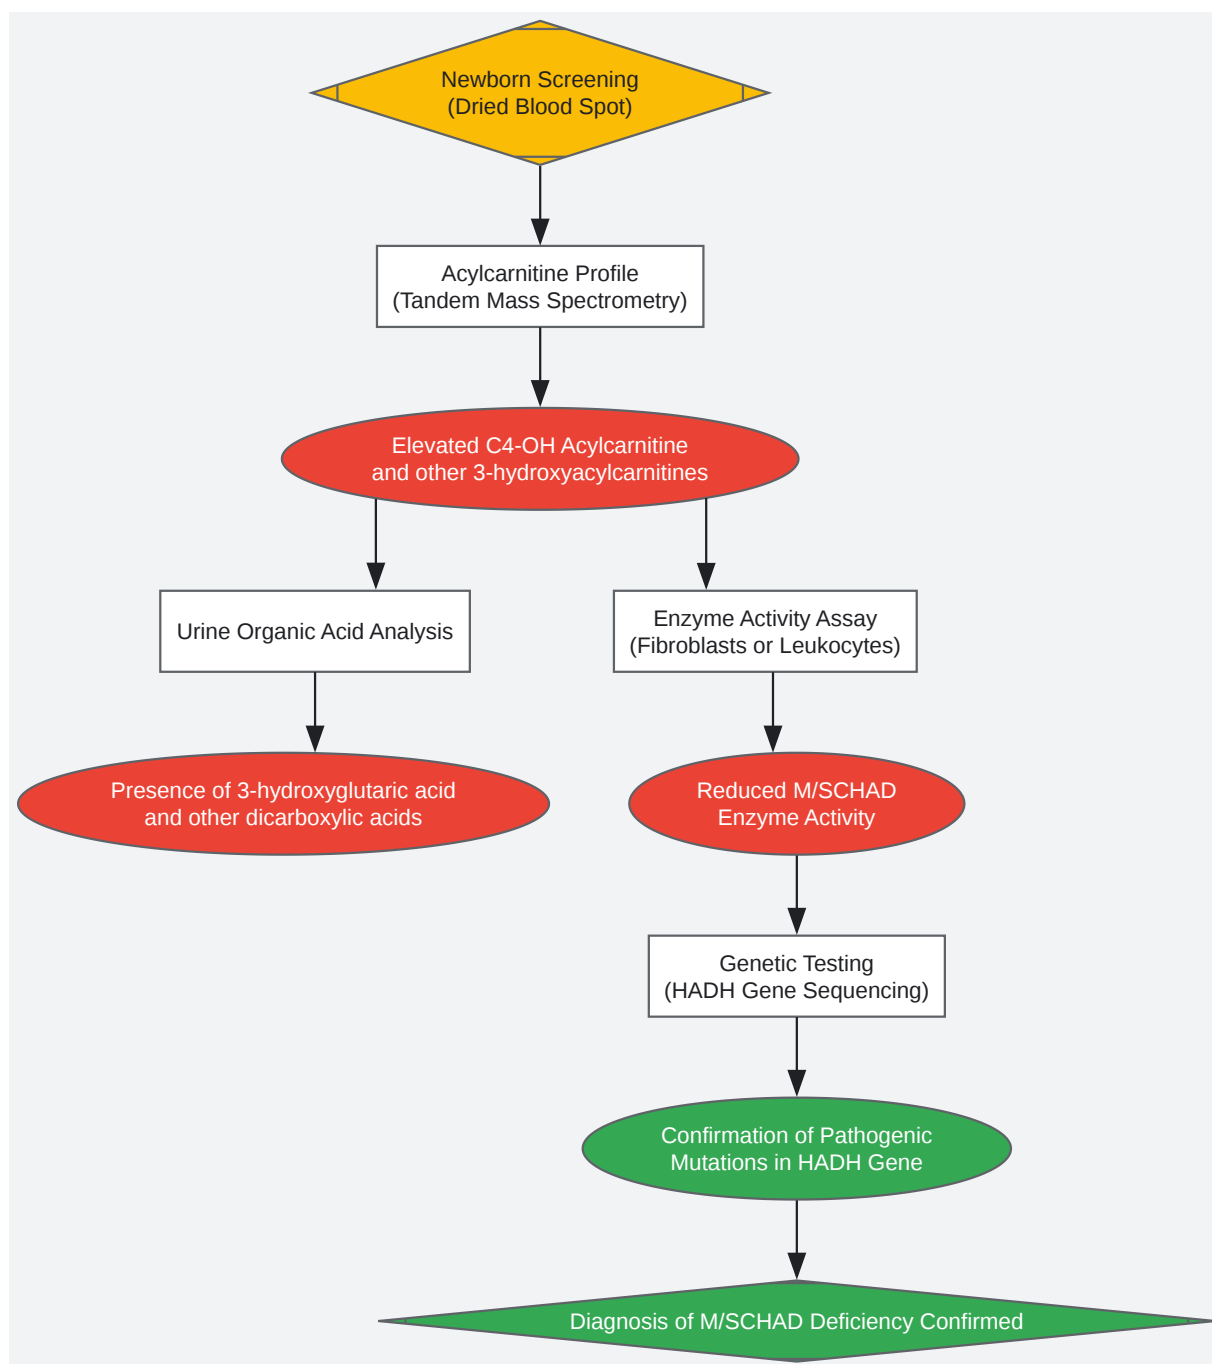 Newborn Screening
(Dried Blood Spot)
Acylcarnitine Profile
(Tandem Mass Spectrometry)
Elevated C4-OH Acylcarnitine
and other 3-hydroxyacylcarnitines
Urine Organic Acid Analysis
Enzyme Activity Assay
(Fibroblasts or Leukocytes)
Presence of 3-hydroxyglutaric acid
and other dicarboxylic acids
Reduced M/SCHAD
Enzyme Activity
Genetic Testing
(HADH Gene Sequencing)
Confirmation of Pathogenic
Mutations in HADH Gene
Diagnosis of M/SCHAD Deficiency Confirmed